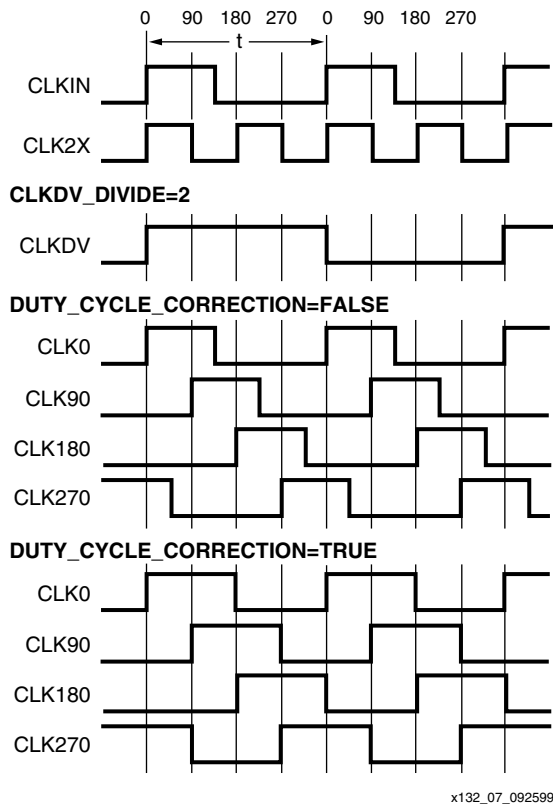 0 90 180 270 0 90 180 270
t
CLKIN
CLK2X
CLKDV_DIVIDE=2
CLKDV
DUTY_CYCLE_CORRECTION=FALSE
CLK0
CLK90
CLK180
CLK270
DUTY_CYCLE_CORRECTION=TRUE
CLK0
CLK90
CLK180
CLK270
x132_07_092599